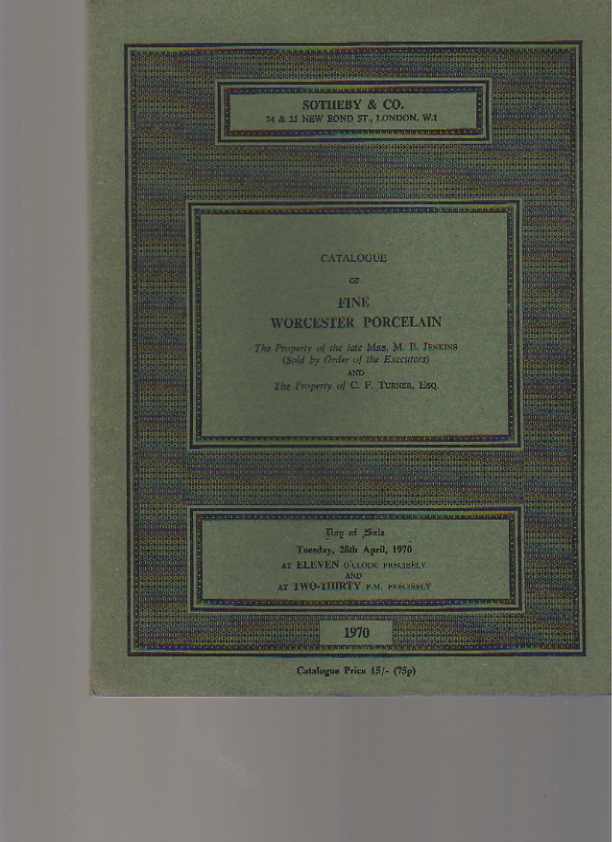 SOTHEBY & CO.
34 & 35 NEW BOND ST., LONDON, W.1
CATALOGUE
OF
FINE
WORCESTER PORCELAIN
The Property of the late MRS. M. B. JENKINS
(Sold by Order of the Executors)
AND
The Property of C. F. TURNER, ESQ.
Day of Sale
Tuesday, 28th April, 1970
AT ELEVEN O'CLOCK PRECISELY
AND
AT TWO-THIRTY P.M. PRECISELY
1970
Catalogue Price 15/- (75p)